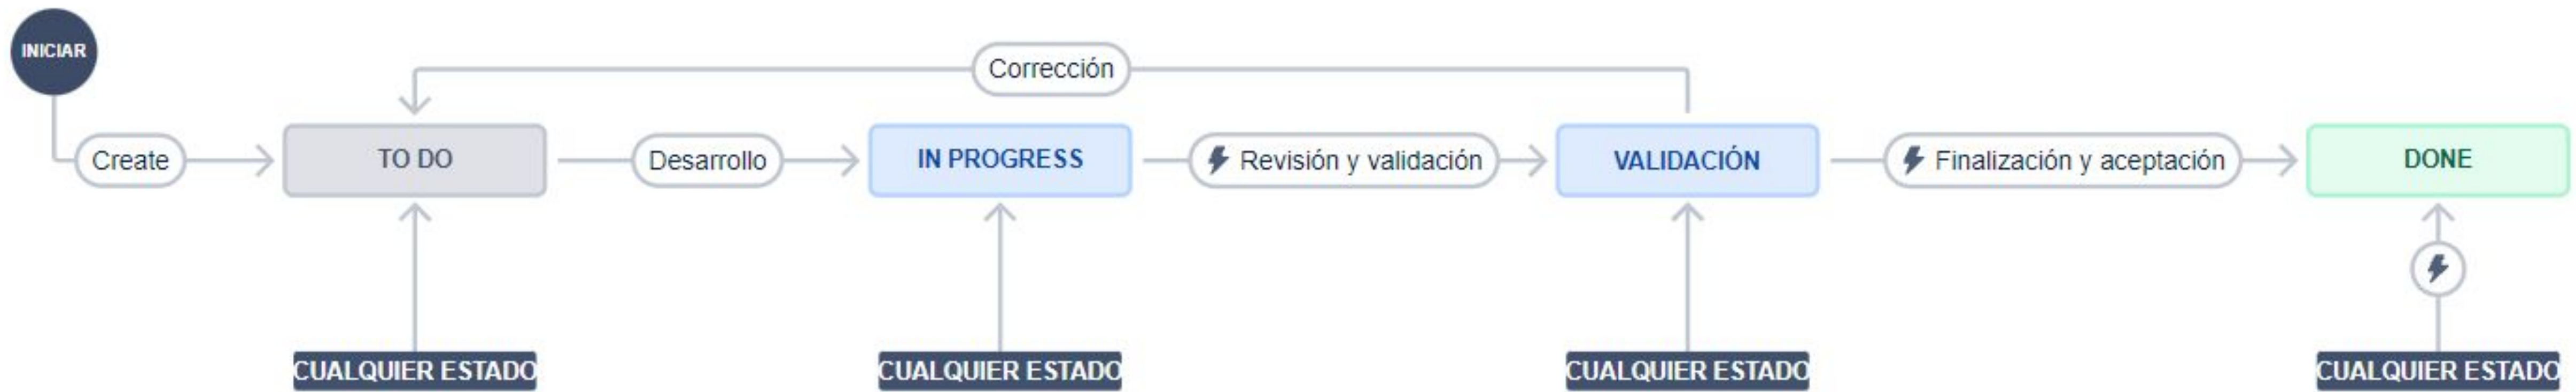 INICIAR
Corrección
Create
TO DO
Desarrollo
IN PROGRESS
Revisión y validación
VALIDACIÓN
Finalización y aceptación
DONE
CUALQUIER ESTADO
CUALQUIER ESTADO
CUALQUIER ESTADO
CUALQUIER ESTADO